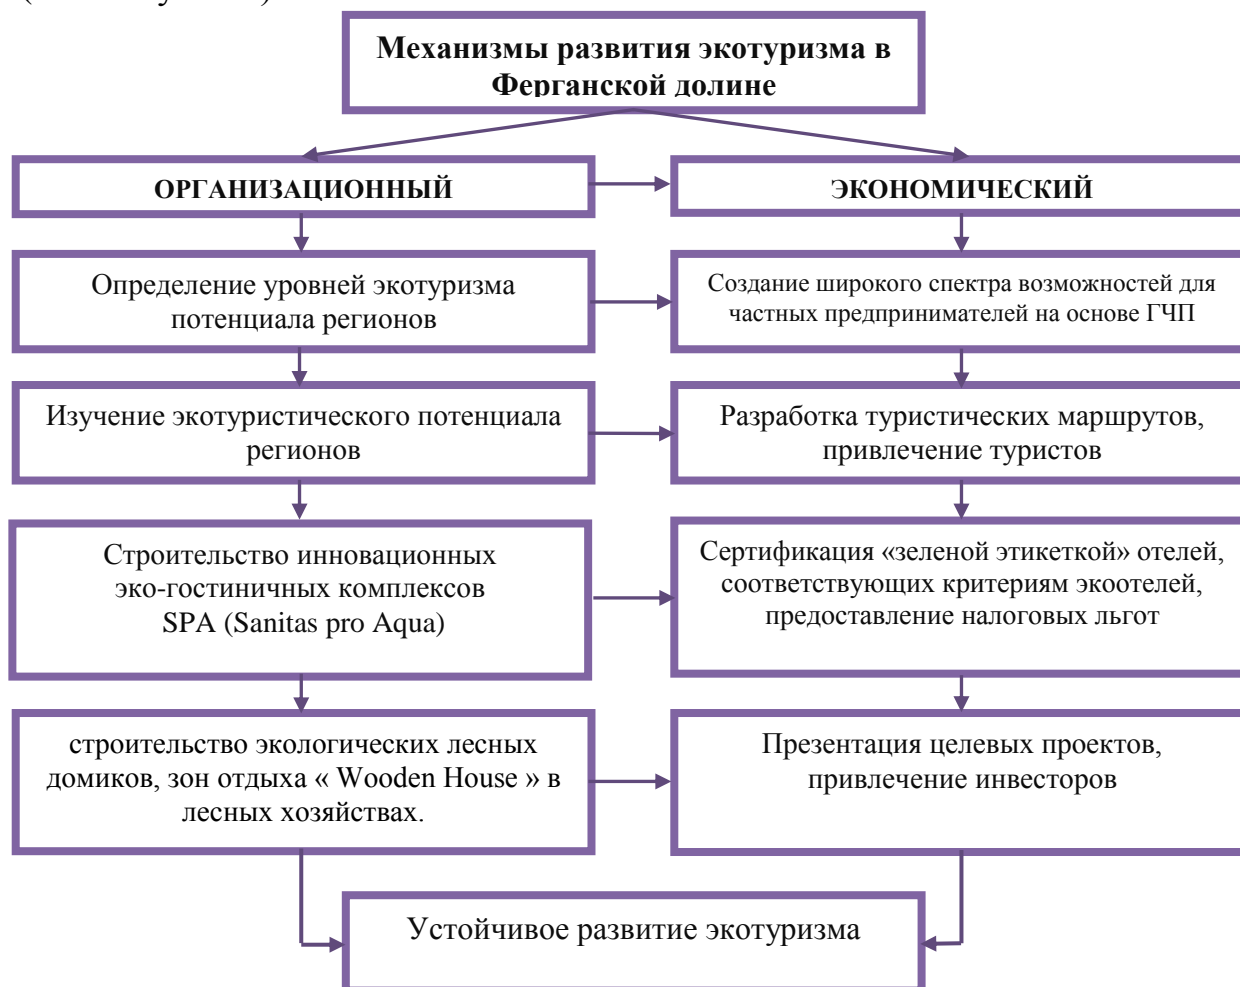 Механизмы развития экотуризма в
Ферганской долине
ОРГАНИЗАЦИОННЫЙ
ЭКОНОМИЧЕСКИЙ
Определение уровней экотуризма
потенциала регионов
Создание широкого спектра возможностей для
частных предпринимателей на основе ГЧП
Изучение экотуристического потенциала
регионов
Разработка туристических маршрутов,
привлечение туристов
Строительство инновационных
эко-гостиничных комплексов
SPA (Sanitas pro Aqua)
Сертификация «зеленой этикеткой» отелей,
соответствующих критериям экоотелей,
предоставление налоговых льгот
строительство экологических лесных
домиков, зон отдыха « Wooden House » в
лесных хозяйствах.
Презентация целевых проектов,
привлечение инвесторов
Устойчивое развитие экотуризма